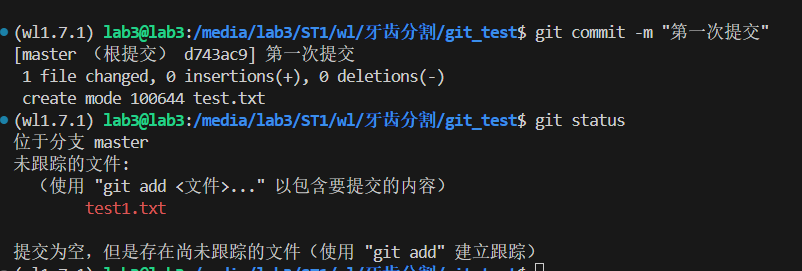 (wl1.7.1) lab3@lab3:/media/lab3/ST1/wl/牙齿分割/git_test$ git commit -m "第一次提交"
[master （根提交） d743ac9] 第一次提交
 1 file changed, 0 insertions(+), 0 deletions(-)
 create mode 100644 test.txt
(wl1.7.1) lab3@lab3:/media/lab3/ST1/wl/牙齿分割/git_test$ git status
位于分支 master
未跟踪的文件:
  （使用 "git add <文件>..." 以包含要提交的内容）
        test1.txt
提交为空，但是存在尚未跟踪的文件（使用 "git add" 建立跟踪）
(wl1.7.1) lab3@lab3:/media/lab3/ST1/wl/牙齿分割/git_test$